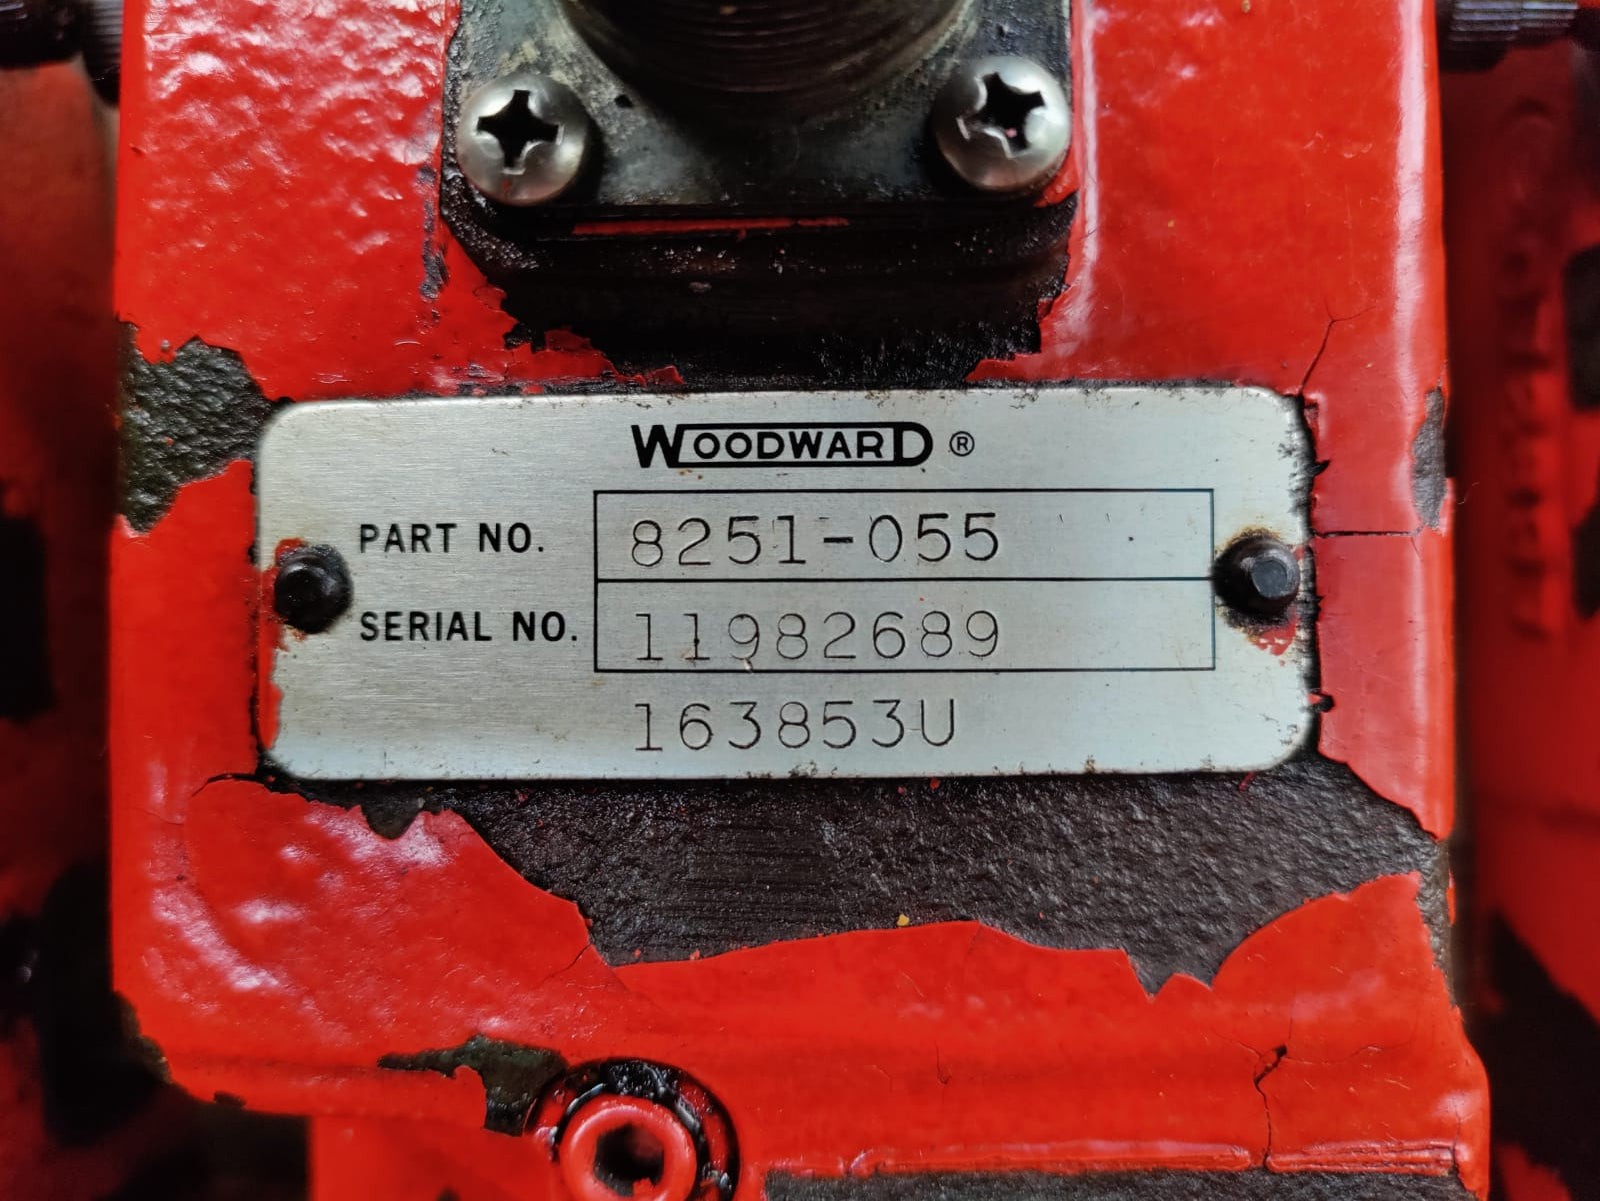 WOODWARD ®
PART NO. 8251-055
SERIAL NO. 11982689
163853U